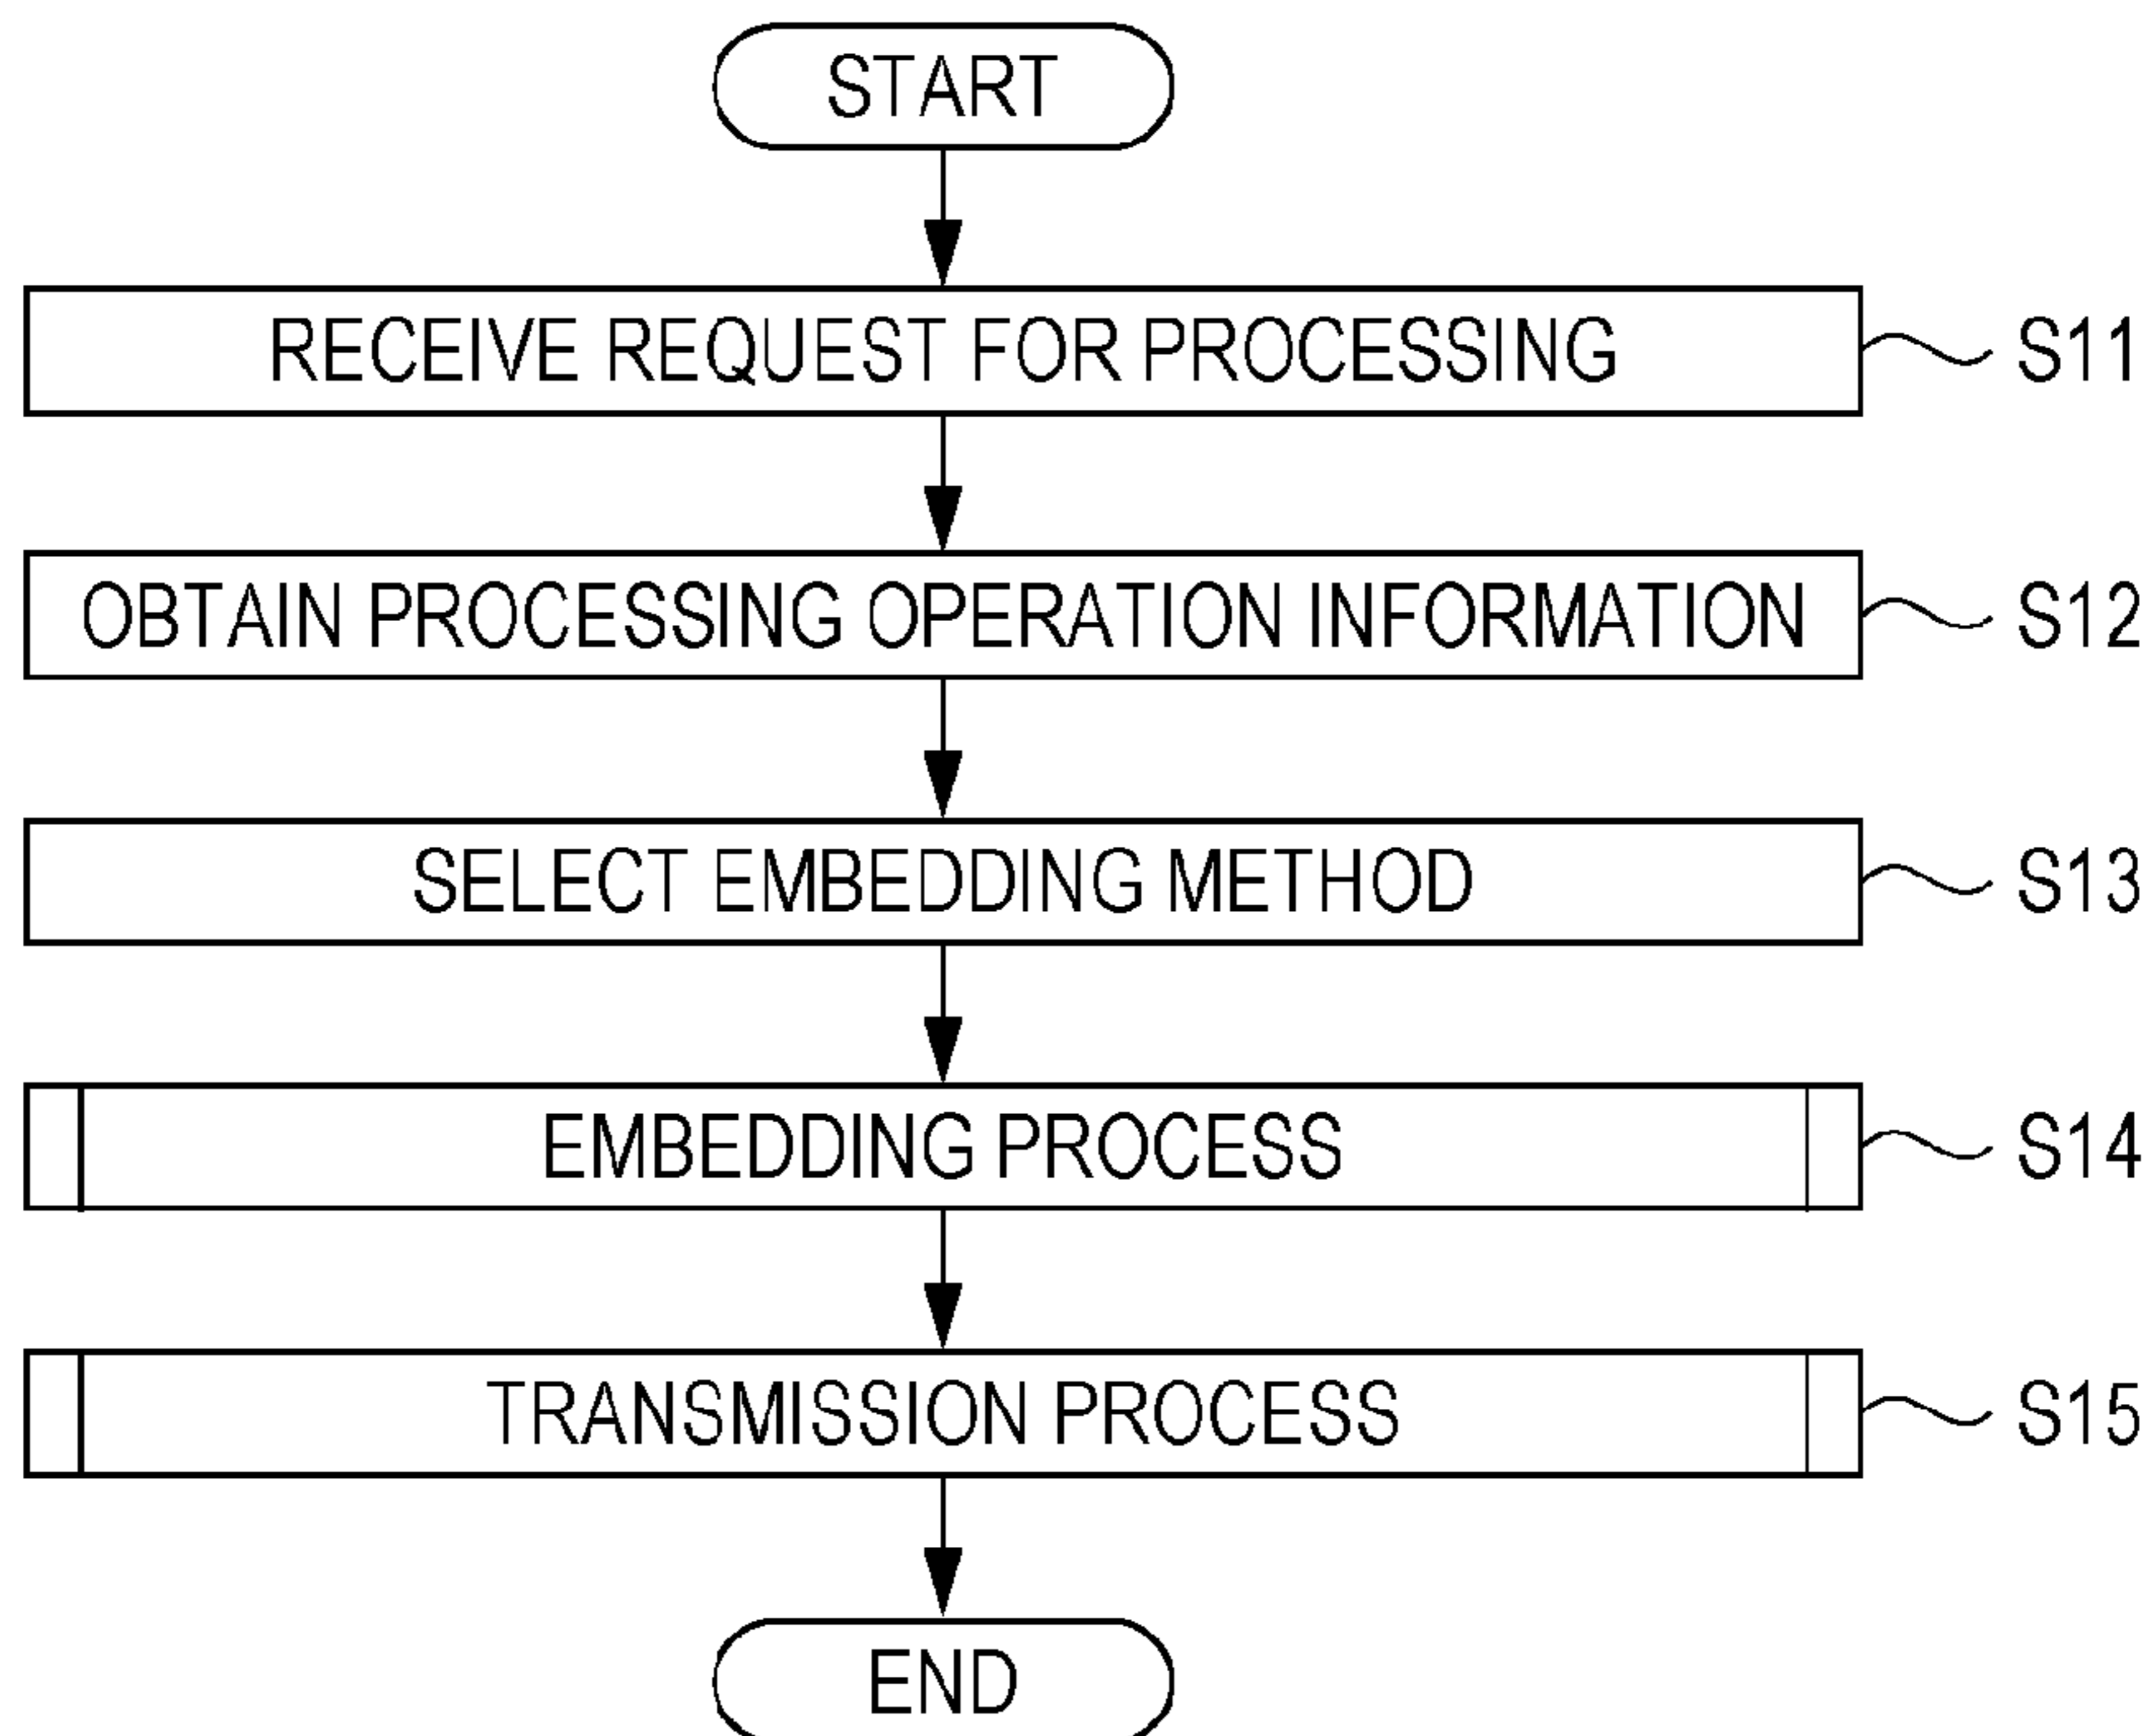 START
RECEIVE REQUEST FOR PROCESSING
S11
OBTAIN PROCESSING OPERATION INFORMATION
S12
SELECT EMBEDDING METHOD
S13
EMBEDDING PROCESS
S14
TRANSMISSION PROCESS
S15
END